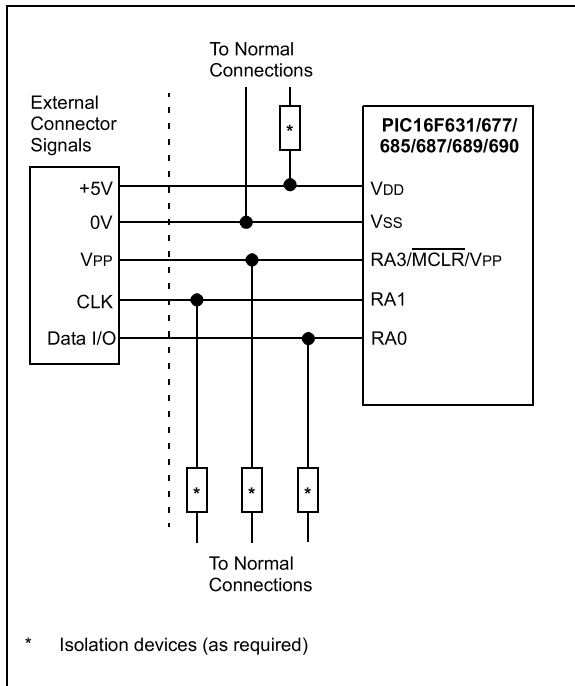 To Normal
Connections
External
Connector
Signals
*
PIC16F631/677/
685/687/689/690
+5V
VDD
0V
VSS
VPP
RA3/MCLR/VPP
CLK
RA1
Data I/O
RA0
* * *
To Normal
Connections
* Isolation devices (as required)